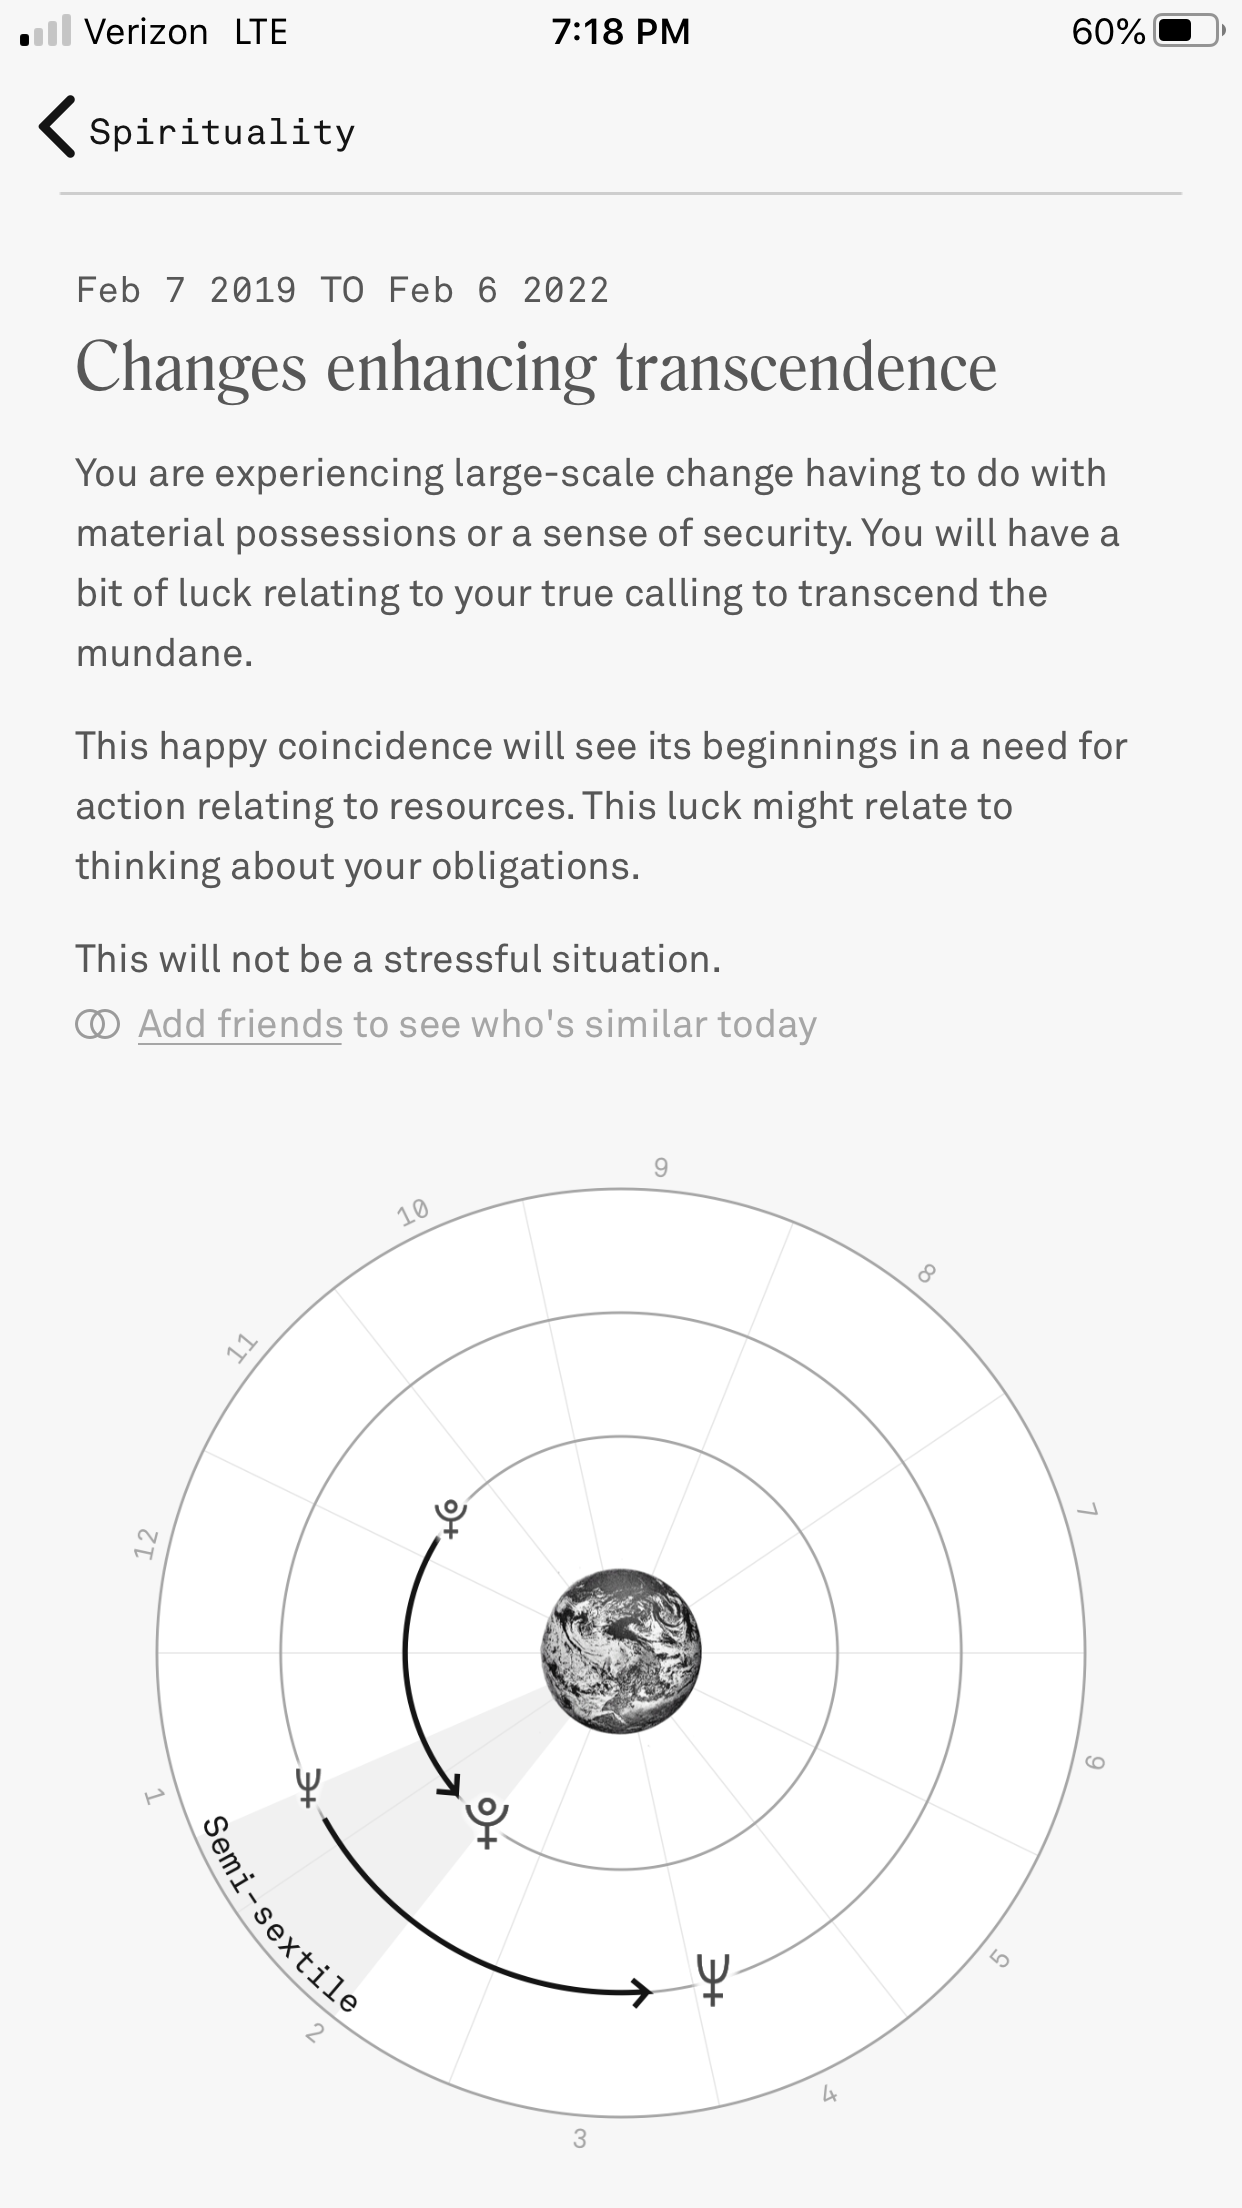 Verizon LTE 7:18 PM 60%
Spirituality
Feb 7 2019 TO Feb 6 2022
Changes enhancing transcendence
You are experiencing large-scale change having to do with
material possessions or a sense of security. You will have a
bit of luck relating to your true calling to transcend the
mundane.
This happy coincidence will see its beginnings in a need for
action relating to resources. This luck might relate to
thinking about your obligations.
This will not be a stressful situation.
Add friends to see who's similar today
9
10
8
11
7
12
6
1
Semi-sextile
5
2
4
3